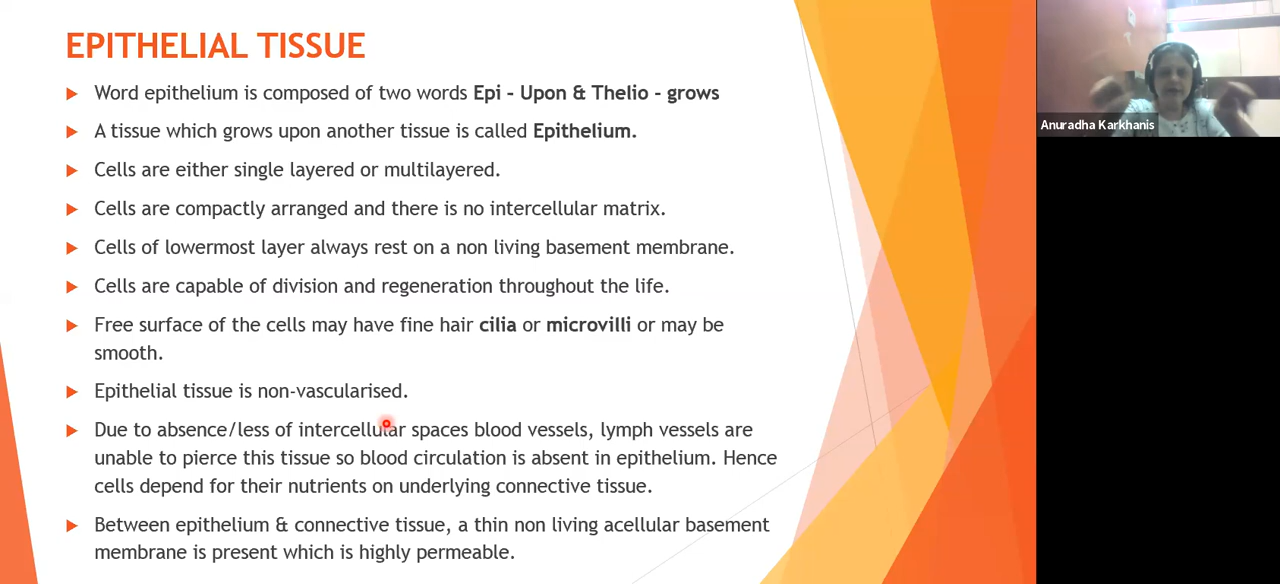 EPITHELIAL TISSUE
Word epithelium is composed of two words Epi - Upon & Thelio - grows
A tissue which grows upon another tissue is called Epithelium.
Cells are either single layered or multilayered.
Cells are compactly arranged and there is no intercellular matrix.
Cells of lowermost layer always rest on a non living basement membrane.
Cells are capable of division and regeneration throughout the life.
Free surface of the cells may have fine hair cilia or microvilli or may be
smooth.
Epithelial tissue is non-vascularised.
Due to absence/less of intercellular spaces blood vessels, lymph vessels are
unable to pierce this tissue so blood circulation is absent in epithelium. Hence
cells depend for their nutrients on underlying connective tissue.
Between epithelium & connective tissue, a thin non living acellular basement
membrane is present which is highly permeable.
Anuradha Karkhanis